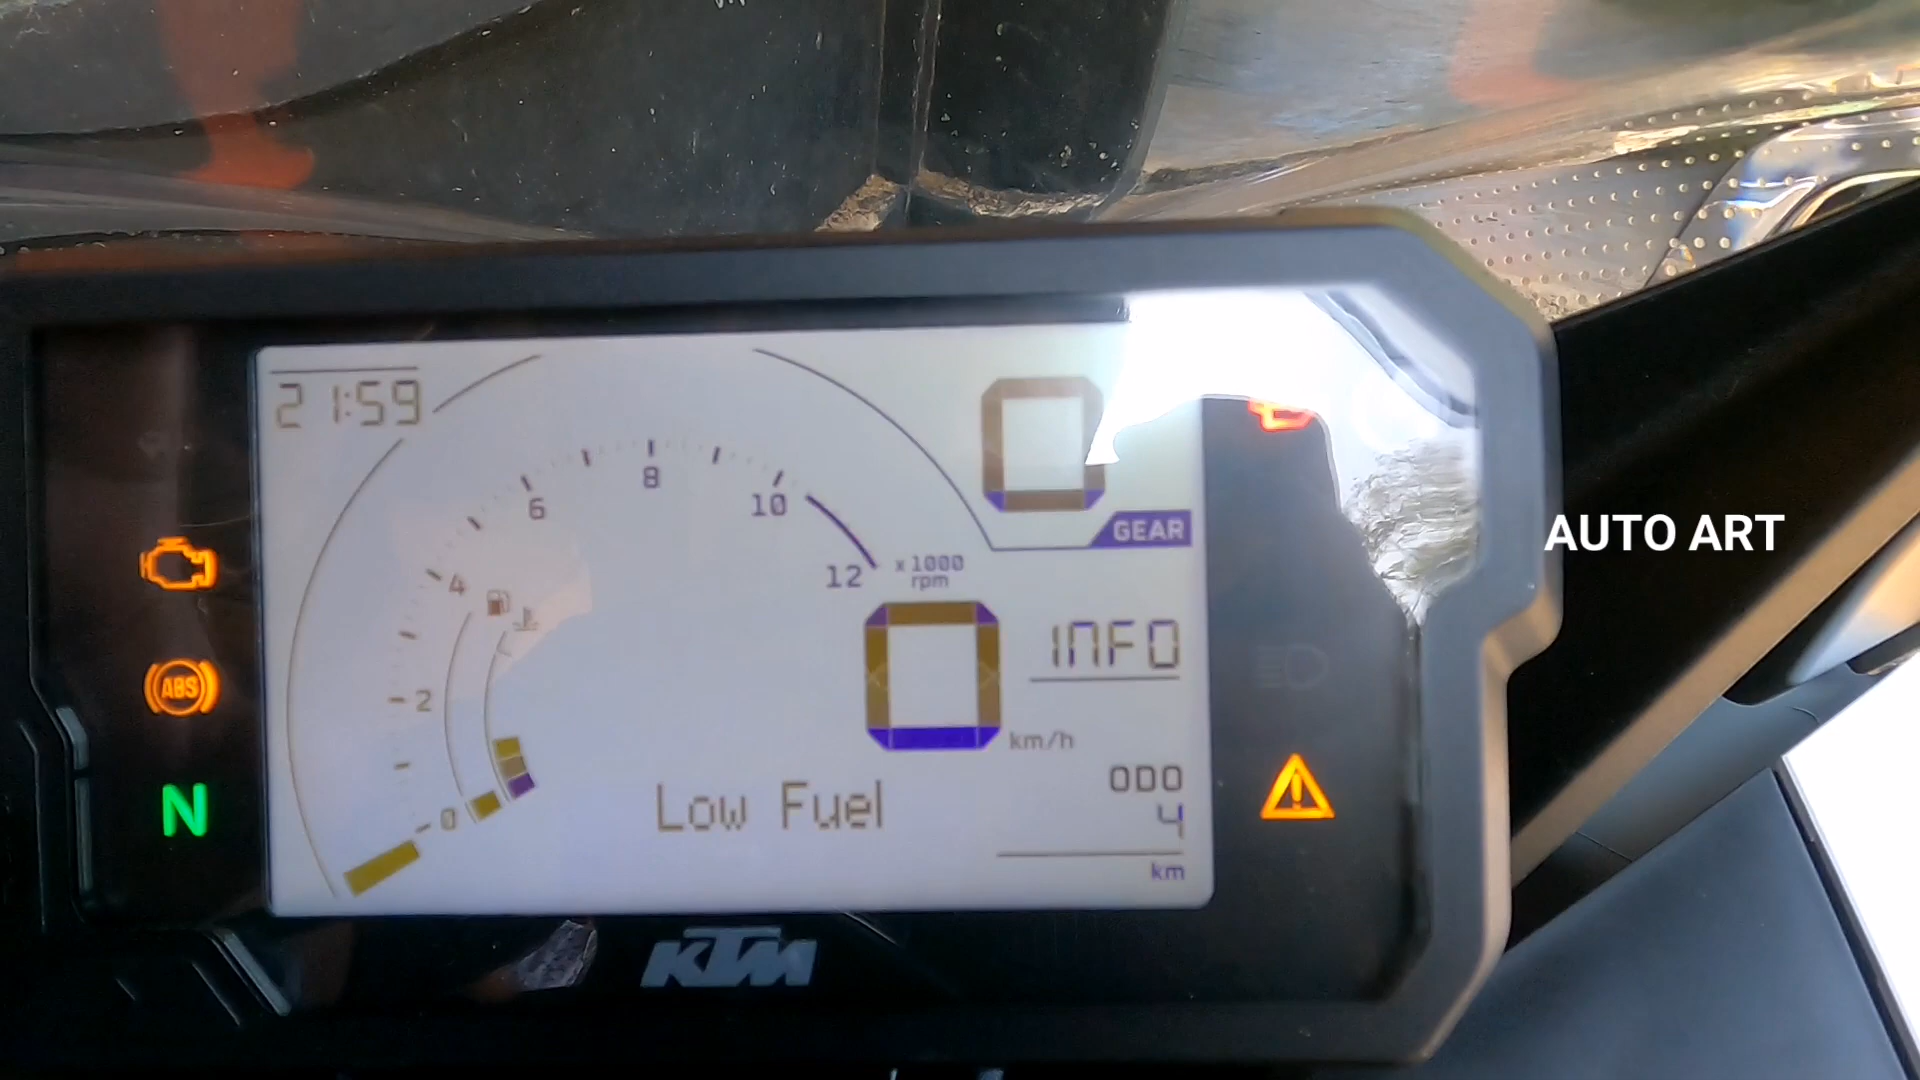 21:59
0
GEAR
0
2
4
6
8
10
12
x1000
rpm
INFO
0
km/h
ABS
N
Low Fuel
ODO
4
km
KTM
AUTO ART